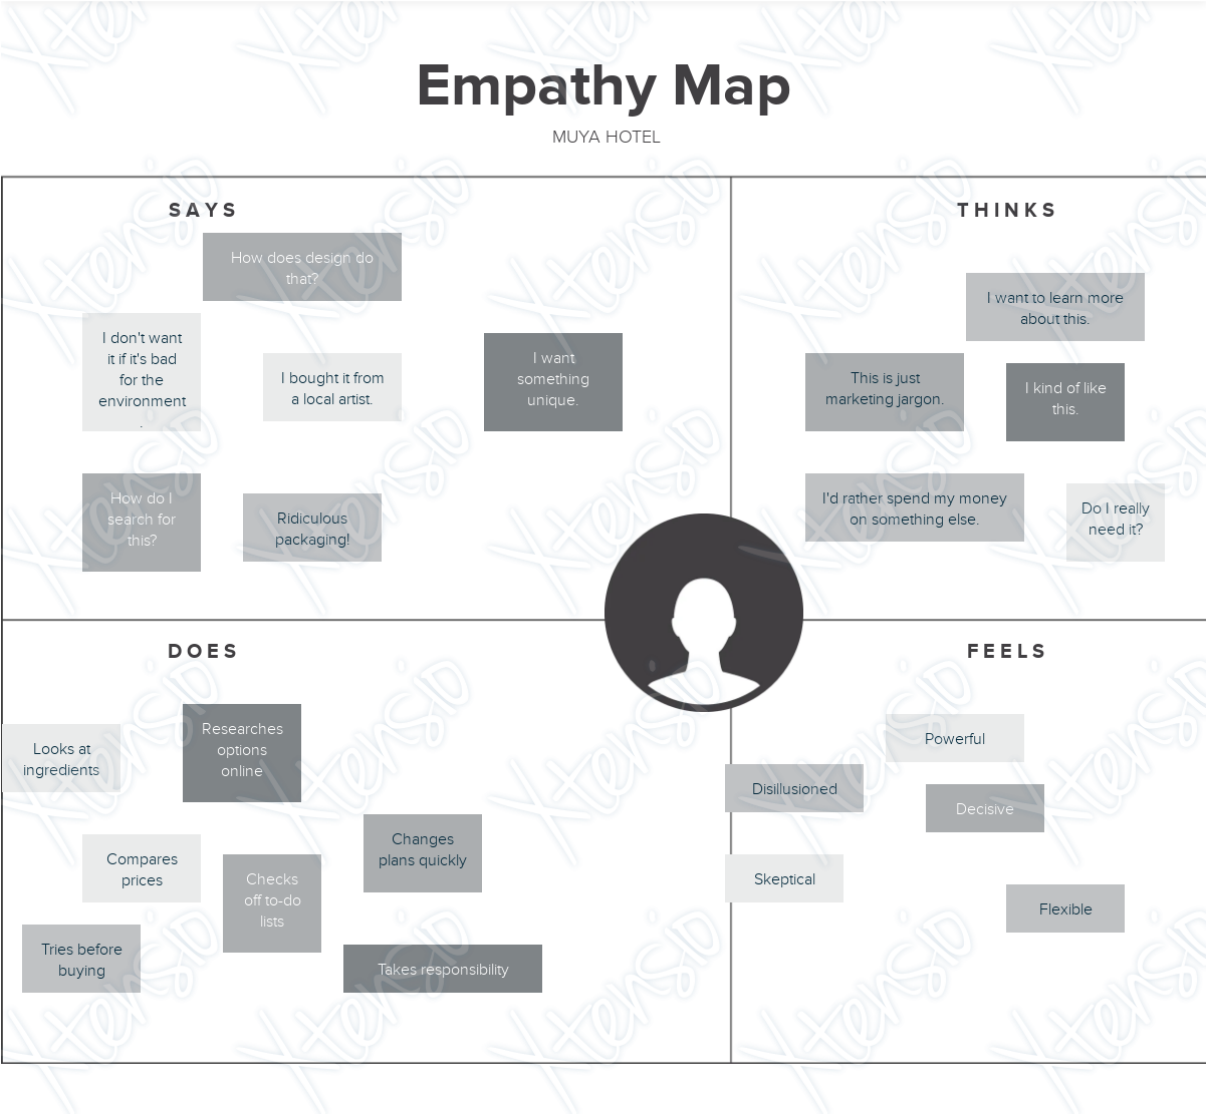 Empathy Map
MUYA HOTEL
SAYS
How does design do
that?
I don't want
it if it's bad
for the
environment
.
I bought it from
a local artist.
I want
something
unique.
How do I
search for
this?
Ridiculous
packaging!
THINKS
I want to learn more
about this.
This is just
marketing jargon.
I kind of like
this.
I'd rather spend my money
on something else.
Do I really
need it?
DOES
Looks at
ingredients
Researches
options
online
Compares
prices
Checks
off to-do
lists
Changes
plans quickly
Tries before
buying
Takes responsibility
FEELS
Powerful
Disillusioned
Decisive
Skeptical
Flexible
Xtensio